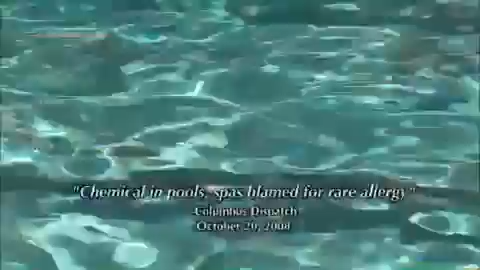 "Chemical in pools, spas blamed for rare allergy"
Columbus Dispatch
October 20, 2008